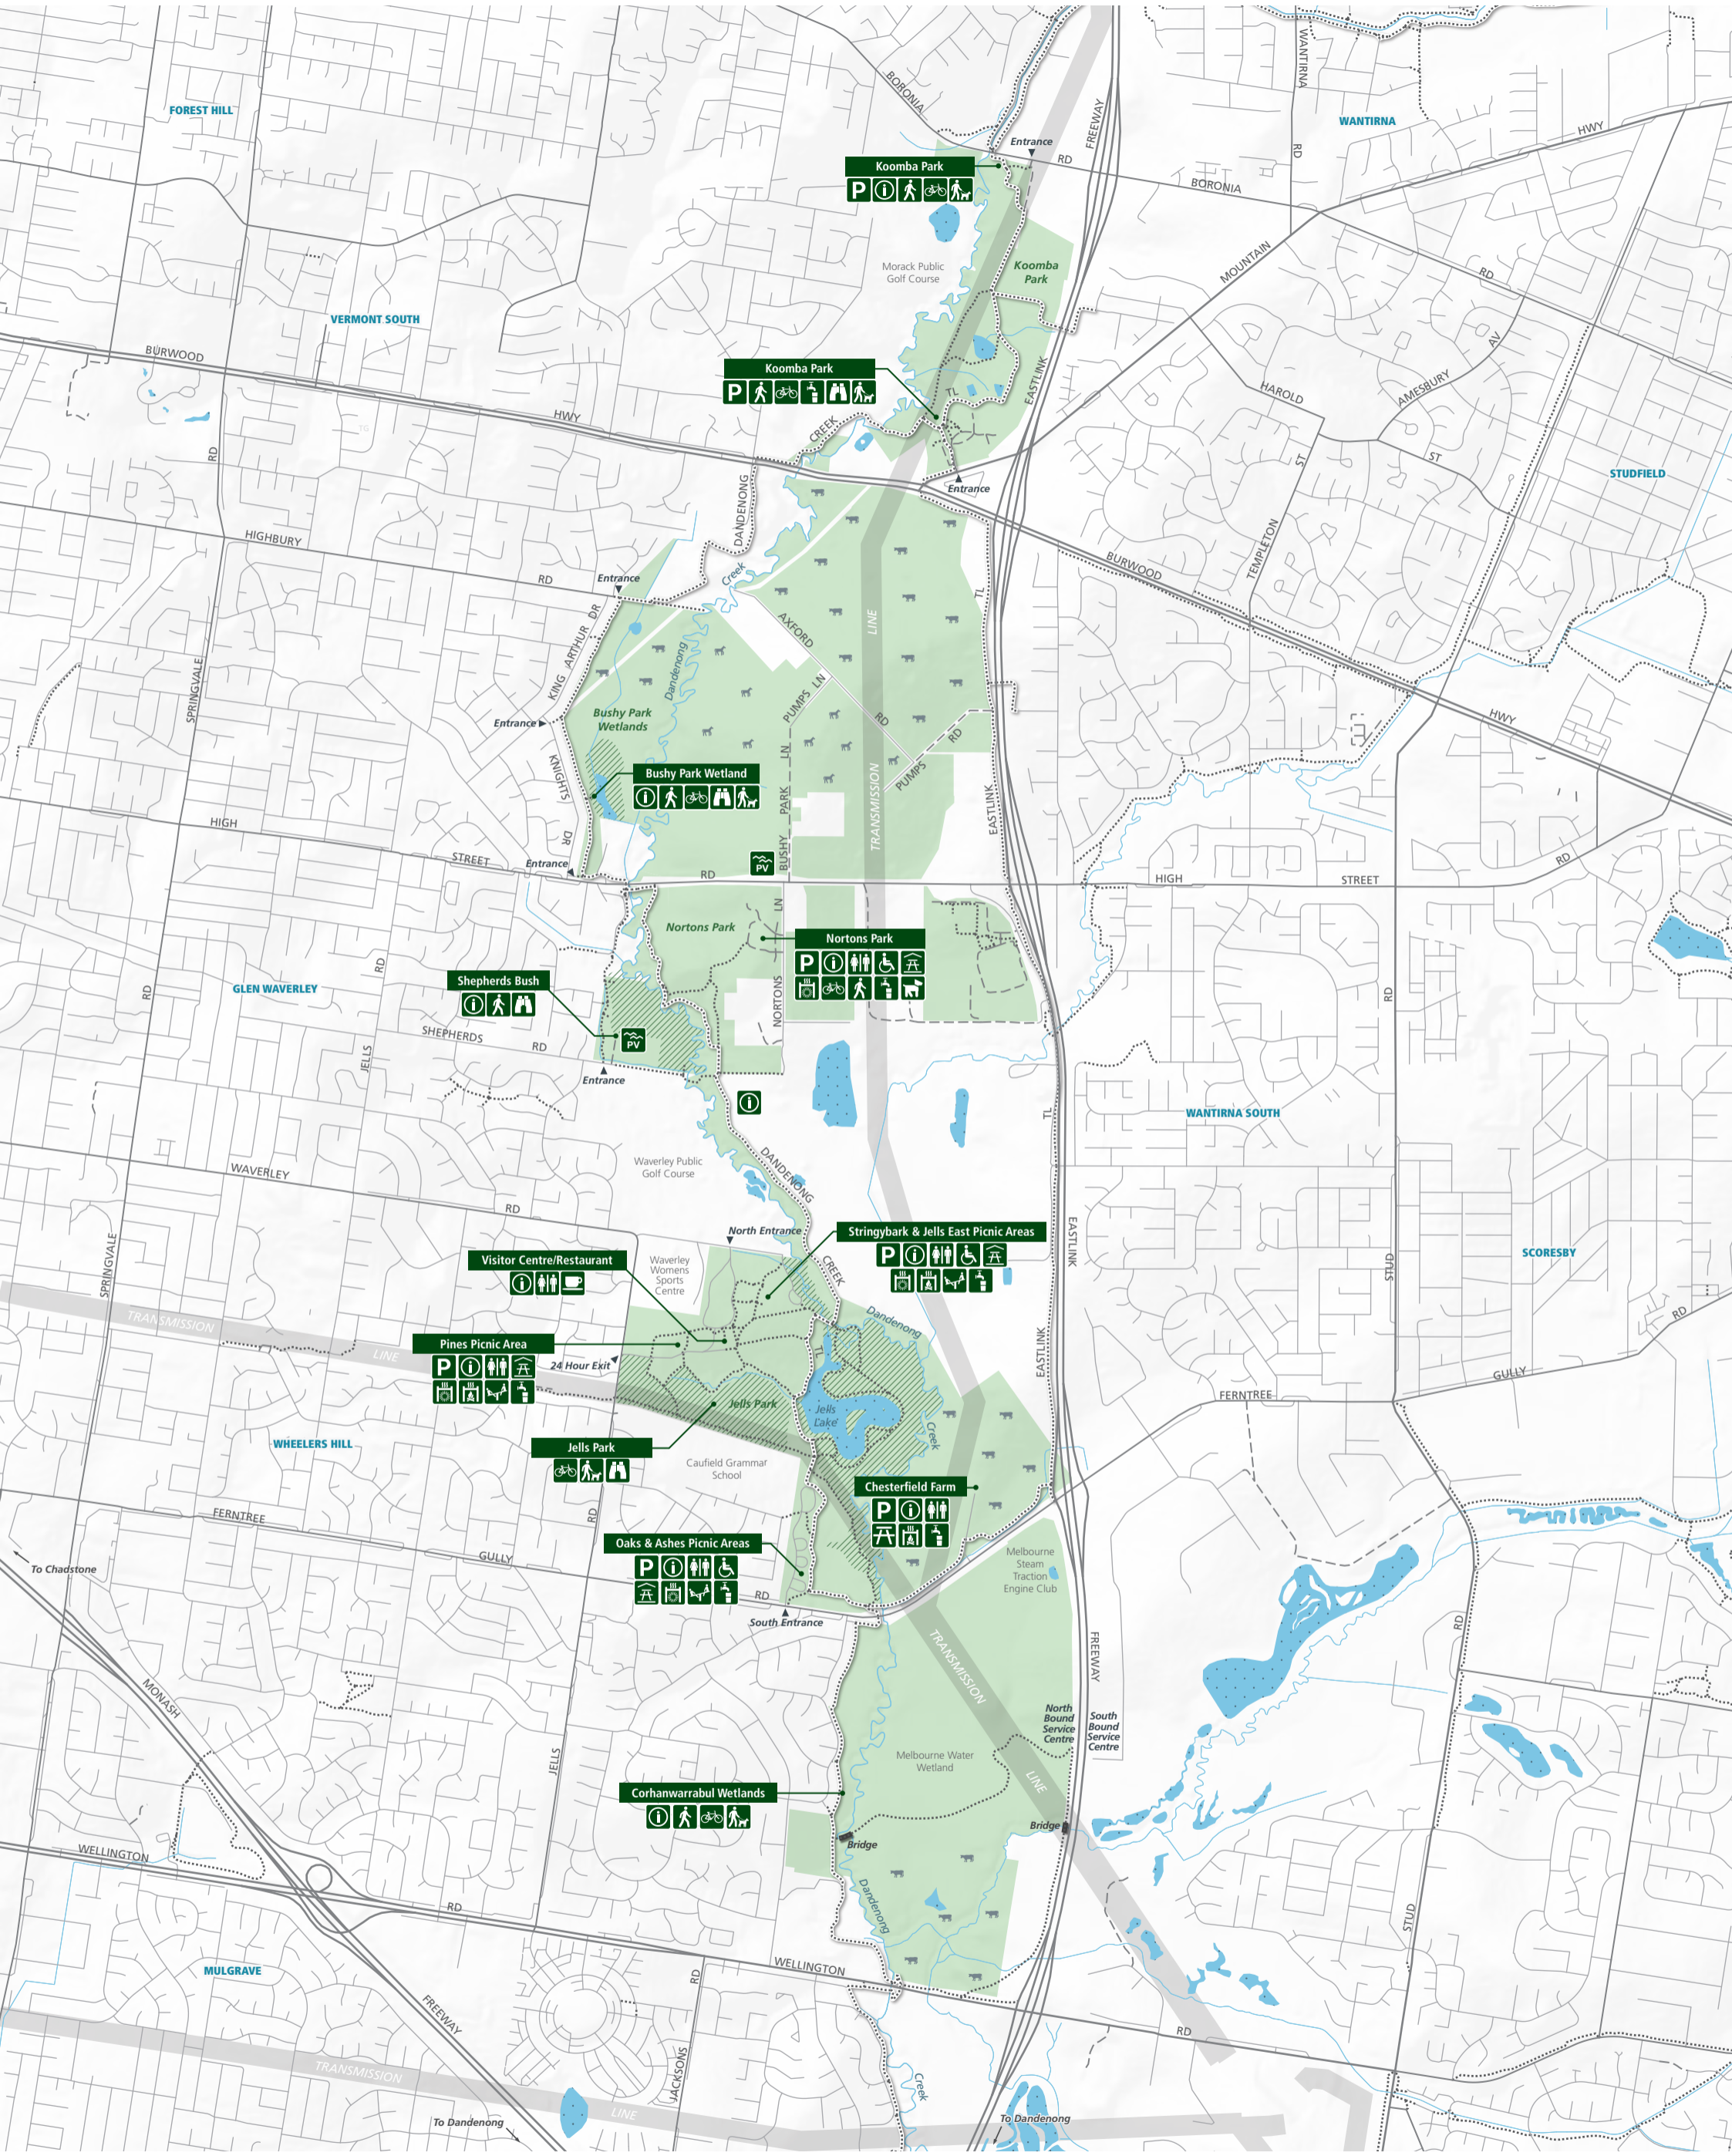 FOREST HILL
BORONIA
WANTIRNA
WANTIRNA
HWY
FREEWAY
Entrance
RD
RD
Koomba Park
P
BORONIA
MOUNTAIN
RD
Morack Public
Golf Course
Koomba
Park
VERMONT SOUTH
BURWOOD
Koomba Park
P
TL
EASTLINK
HAROLD
AMESBURY
AV
HWY
CREEK
RD
ST
ST
STUDFIELD
Entrance
DANDENONG
HIGHBURY
RD
Entrance
Creek
TL
BURWOOD
TEMPLETON
KING ARTHUR DR
AXFORD
LINE
Dandenong
SPRINGVALE
PUMPS LN
RD
Bushy Park
Wetlands
Entrance
RD
HWY
KNIGHTS
LN
PUMPS
Bushy Park Wetland
PARK
TRANSMISSION
EASTLINK
HIGH
DR
BUSHY
STREET
Entrance
PV
RD
HIGH
STREET
RD
LN
Nortons Park
Nortons Park
P
RD
Shepherds Bush
GLEN WAVERLEY
RD
RD
NORTONS
SHEPHERDS
RD
PV
JELLS
Entrance
TL
WANTIRNA SOUTH
WAVERLEY
Waverley Public
Golf Course
DANDENONG
RD
North Entrance
Stringybark & Jells East Picnic Areas
P
EASTLINK
SPRINGVALE
Visitor Centre/Restaurant
Waverley
Womens
Sports
Centre
CREEK
STUD
SCOREsBY
TRANSMISSION
Dandenong
RD
Pines Picnic Area
P
LINE
24 Hour Exit
TL
EASTLINK
GULLY
FERNTREE
Jells Park
Jells
Lake
Creek
WHEELERS HILL
Jells Park
Caufield Grammar
School
Chesterfield Farm
P
FERNTREE
RD
GULLY
Oaks & Ashes Picnic Areas
P
Melbourne
Steam
Traction
Engine Club
To Chadstone
RD
South Entrance
RD
TRANSMISSION
FREEWAY
MONASH
North
Bound
Service
Centre
South
Bound
Service
Centre
JELLS
Melbourne Water
Wetland
LINE
Corhanwarrabul Wetlands
Bridge
Bridge
WELLINGTON
Dandenong
RD
STUD
MULGRAVE
RD
WELLINGTON
FREEWAY
RD
TRANSMISSION
JACKSONS
Creek
LINE
To Dandenong
To Dandenong